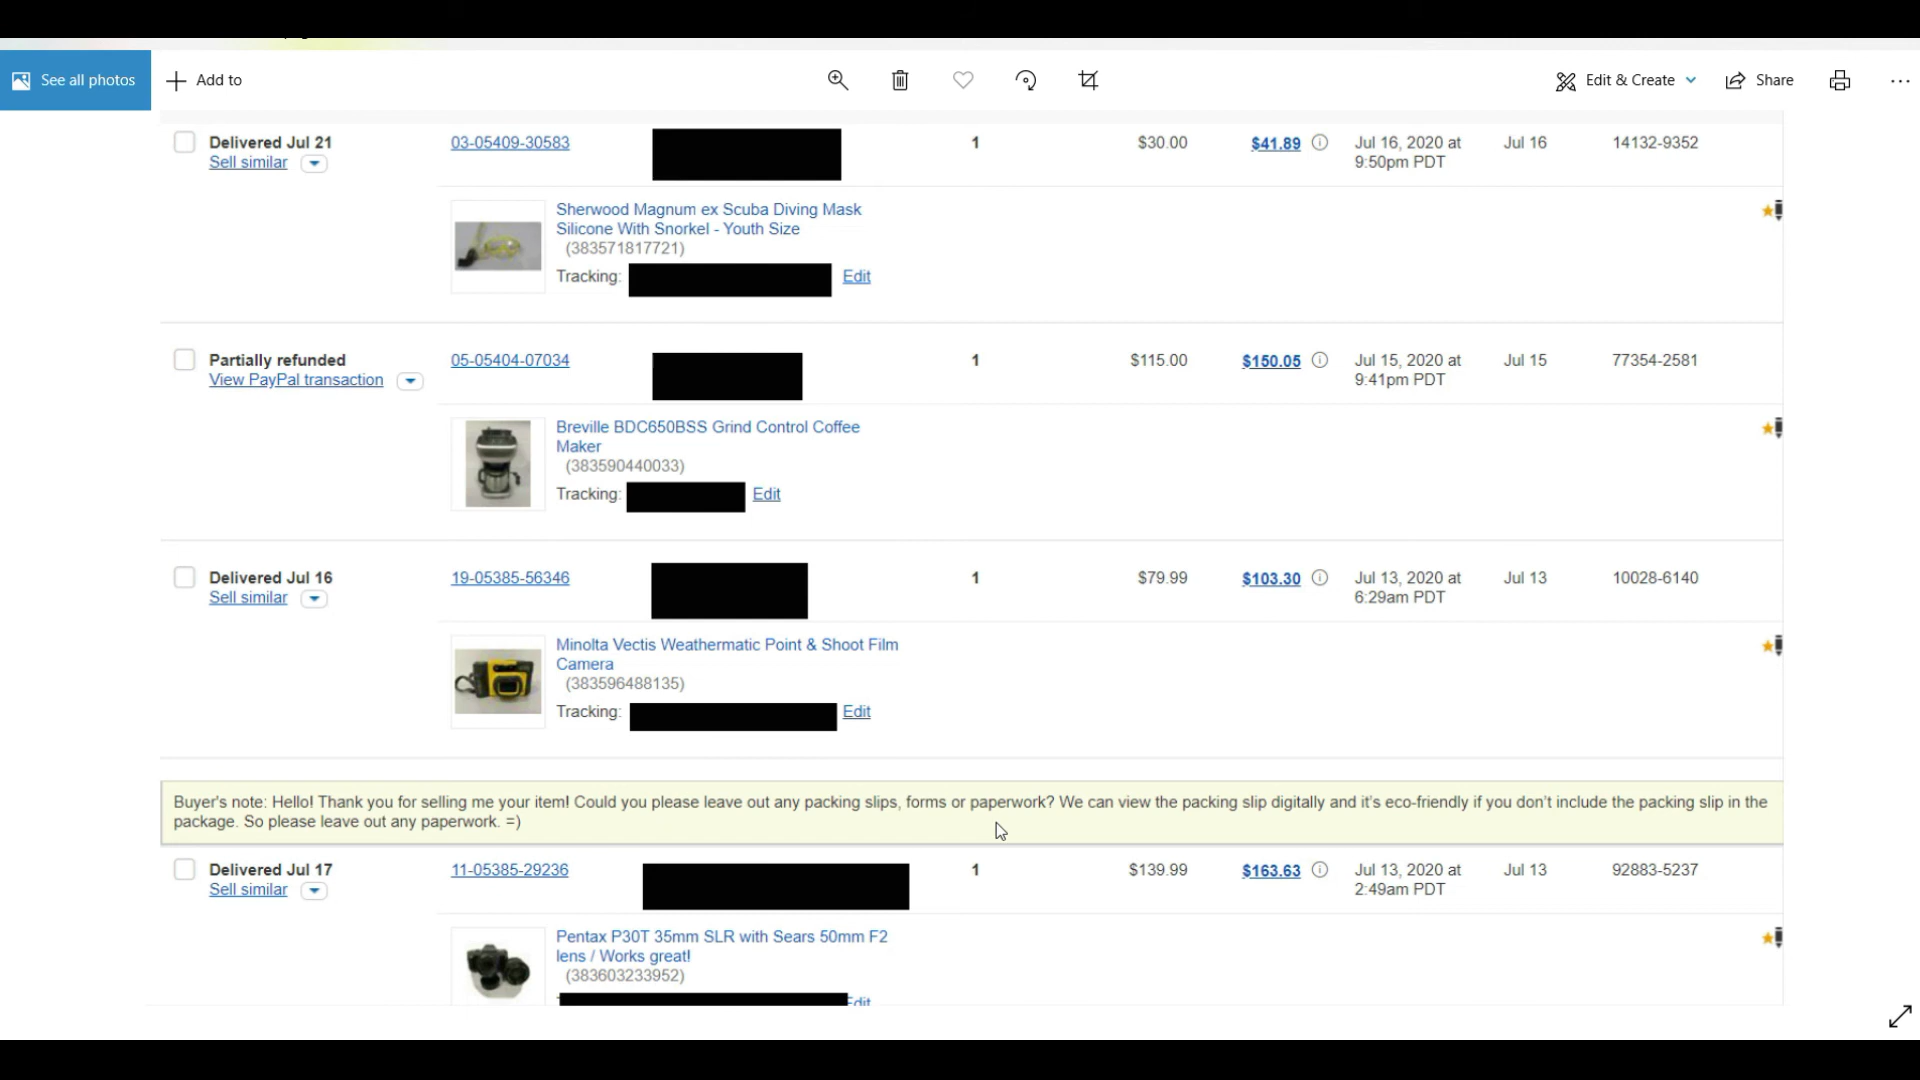 See all photos
Add to
Edit & Create
Share
Delivered Jul 21
Sell similar
03-05409-30583
1
$30.00
$41.89
Jul 16, 2020 at
9:50pm PDT
Jul 16
14132-9352
Sherwood Magnum ex Scuba Diving Mask
Silicone With Snorkel - Youth Size
(383571817721)
Tracking:
Edit
Partially refunded
View PayPal transaction
05-05404-07034
1
$115.00
$150.05
Jul 15, 2020 at
9:41pm PDT
Jul 15
77354-2581
Breville BDC650BSS Grind Control Coffee
Maker
(383590440033)
Tracking:
Edit
Delivered Jul 16
Sell similar
19-05385-56346
1
$79.99
$103.30
Jul 13, 2020 at
6:29am PDT
Jul 13
10028-6140
Minolta Vectis Weathermatic Point & Shoot Film
Camera
(383596488135)
Tracking:
Edit
Buyer's note: Hello! Thank you for selling me your item! Could you please leave out any packing slips, forms or paperwork? We can view the packing slip digitally and it's eco-friendly if you don't include the packing slip in the
package. So please leave out any paperwork. =)
Delivered Jul 17
Sell similar
11-05385-29236
1
$139.99
$163.63
Jul 13, 2020 at
2:49am PDT
Jul 13
92883-5237
Pentax P30T 35mm SLR with Sears 50mm F2
lens / Works great!
(383603233952)
Edit